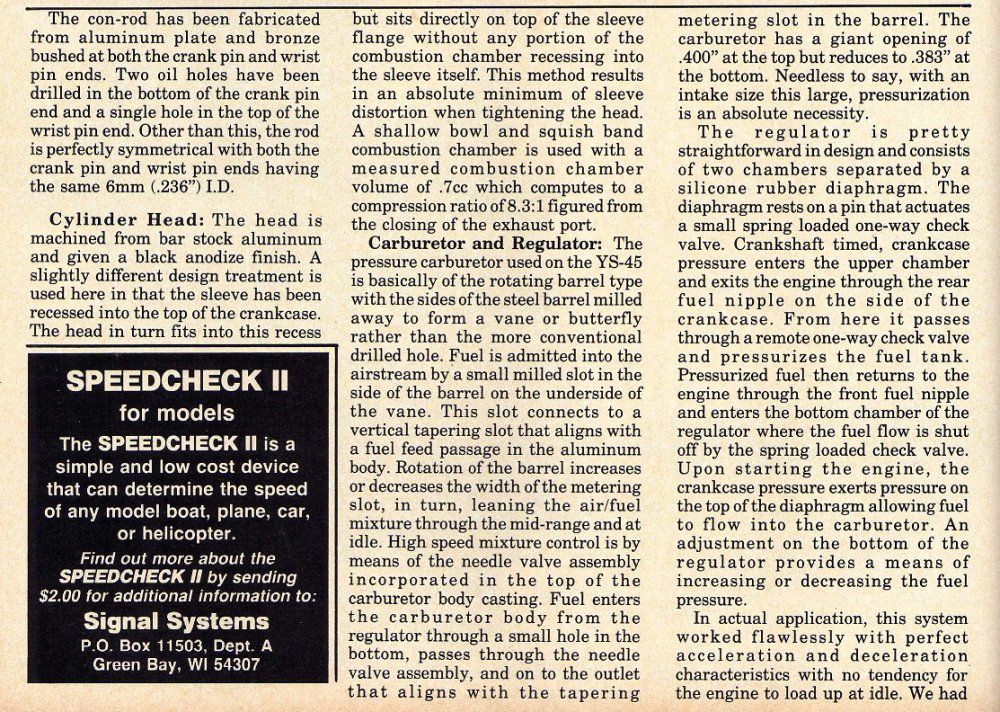 The con-rod has been fabricated
from aluminum plate and bronze
bushed at both the crank pin and wrist
pin ends. Two oil holes have been
drilled in the bottom of the crank pin
end and a single hole in the top of the
wrist pin end. Other than this, the rod
is perfectly symmetrical with both the
crank pin and wrist pin ends having
the same 6mm (.236") I.D.
Cylinder Head: The head is
machined from bar stock aluminum
and given a black anodize finish. A
slightly different design treatment is
used here in that the sleeve has been
recessed into the top of the crankcase.
The head in turn fits into this recess
but sits directly on top of the sleeve
flange without any portion of the
combustion chamber recessing into
the sleeve itself. This method results
in an absolute minimum of sleeve
distortion when tightening the head.
A shallow bowl and squish band
combustion chamber is used with a
measured combustion chamber
volume of .7cc which computes to a
compression ratio of 8.3:1 figured from
the closing of the exhaust port.
Carburetor and Regulator: The
pressure carburetor used on the YS-45
is basically of the rotating barrel type
with the sides of the steel barrel milled
away to form a vane or butterfly
rather than the more conventional
drilled hole. Fuel is admitted into the
airstream by a small milled slot in the
side of the barrel on the underside of
the vane. This slot connects to a
vertical tapering slot that aligns with
a fuel feed passage in the aluminum
body. Rotation of the barrel increases
or decreases the width of the metering
slot, in turn, leaning the air/fuel
mixture through the mid-range and at
idle. High speed mixture control is by
means of the needle valve assembly
incorporated in the top of the
carburetor body casting. Fuel enters
the carburetor body from the
regulator through a small hole in the
bottom, passes through the needle
valve assembly, and on to the outlet
that aligns with the tapering
metering slot in the barrel. The
carburetor has a giant opening of
.400" at the top but reduces to .383" at
the bottom. Needless to say, with an
intake size this large, pressurization
is an absolute necessity.
The regulator is pretty
straightforward in design and consists
of two chambers separated by a
silicone rubber diaphragm. The
diaphragm rests on a pin that actuates
a small spring loaded one-way check
valve. Crankshaft timed, crankcase
pressure enters the upper chamber
and exits the engine through the rear
fuel nipple on the side of the
crankcase. From here it passes
through a remote one-way check valve
and pressurizes the fuel tank.
Pressurized fuel then returns to the
engine through the front fuel nipple
and enters the bottom chamber of the
regulator where the fuel flow is shut
off by the spring loaded check valve.
Upon starting the engine, the
crankcase pressure exerts pressure on
the top of the diaphragm allowing fuel
to flow into the carburetor. An
adjustment on the bottom of the
regulator provides a means of
increasing or decreasing the fuel
pressure.
In actual application, this system
worked flawlessly with perfect
acceleration and deceleration
characteristics with no tendency for
the engine to load up at idle. We had
SPEEDCHECK II
for models
The SPEEDCHECK II is a
simple and low cost device
that can determine the speed
of any model boat, plane, car,
or helicopter.
Find out more about the
SPEEDCHECK II by sending
$2.00 for additional information to:
Signal Systems
P.O. Box 11503, Dept. A
Green Bay, WI 54307